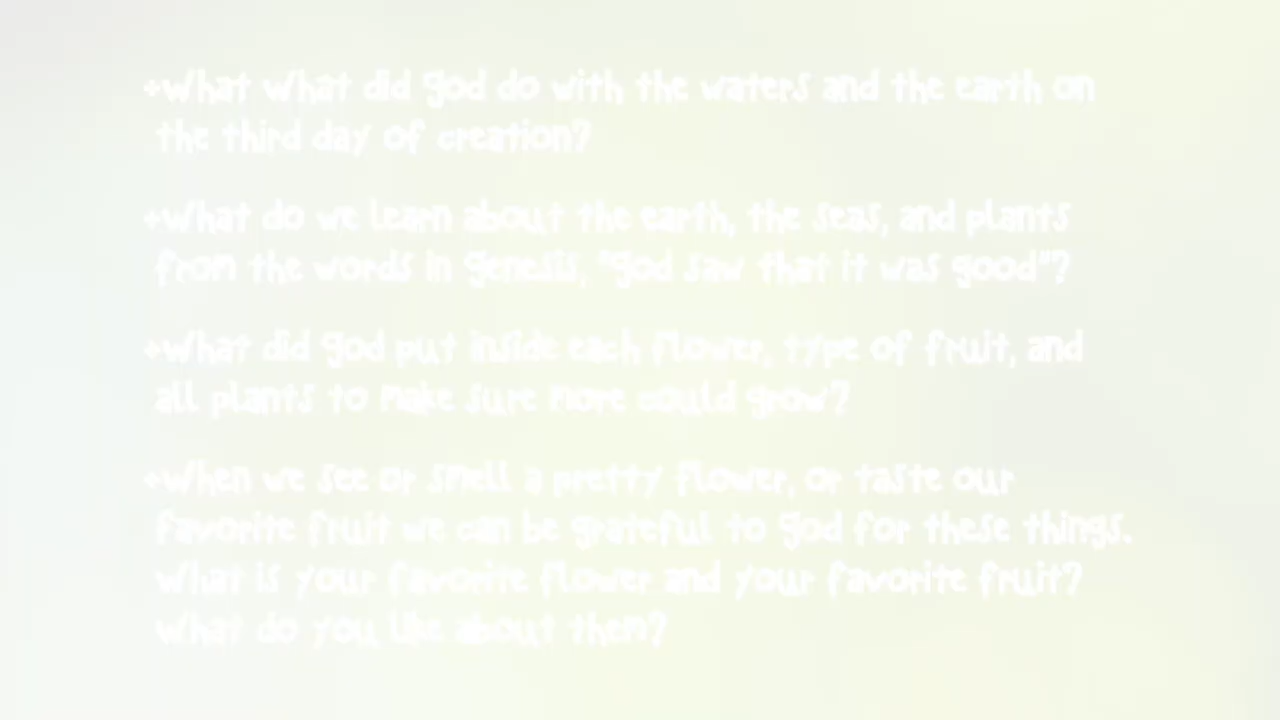 •What what did God do with the waters and the earth on
the third day of creation?
•What do we learn about the earth, the seas, and plants
from the words in Genesis, "God saw that it was good"?
•What did God put inside each flower, type of fruit, and
all plants to make sure more could grow?
•When we see or smell a pretty flower, or taste our
favorite fruit we can be grateful to God for these things.
What is your favorite flower and your favorite fruit?
What do you like about them?